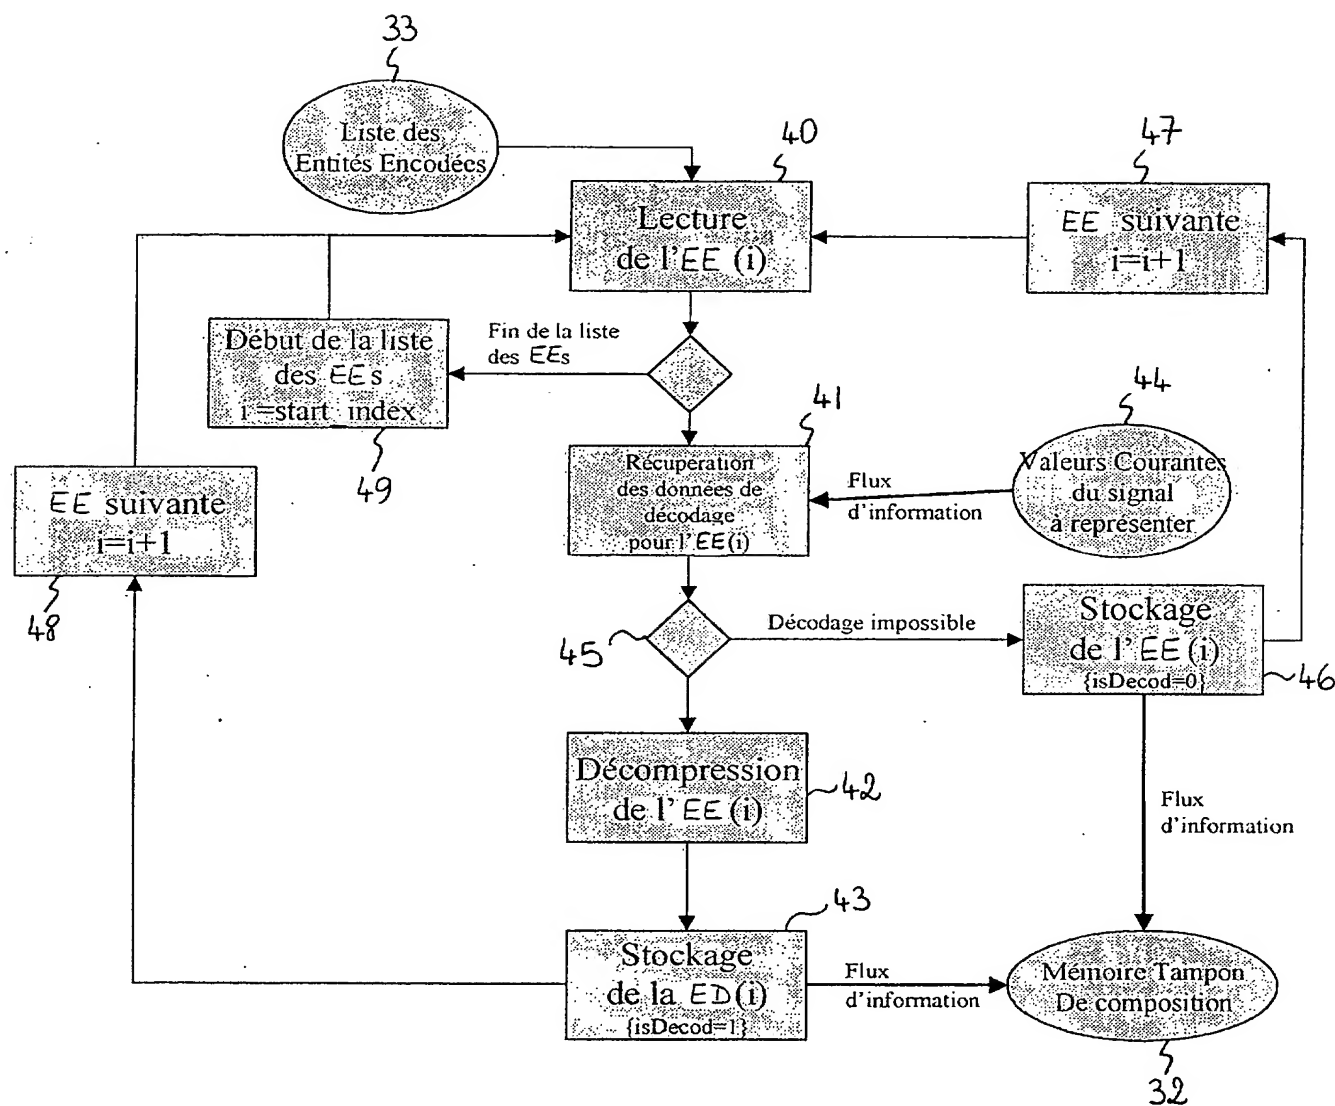 33
Liste des
Entités Encodées
40
Lecture
de l'EE (i)
47
EE suivante
i=i+1
Début de la liste
des EEs
i =start_index
49
Fin de la liste
des EEs
41
Récuperation
des données de
décodage
pour l'EE(i)
Flux
d'information
44
Valeurs Courantes
du signal
à représenter
EE suivante
i=i+1
48
45
Décodage impossible
Stockage
de l'EE(i)
{isDecod=0}
46
Décompression
de l'EE(i)
42
Flux
d'information
43
Stockage
de la ED(i)
{isDecod=1}
Flux
d'information
Mémoire Tampon
De composition
32